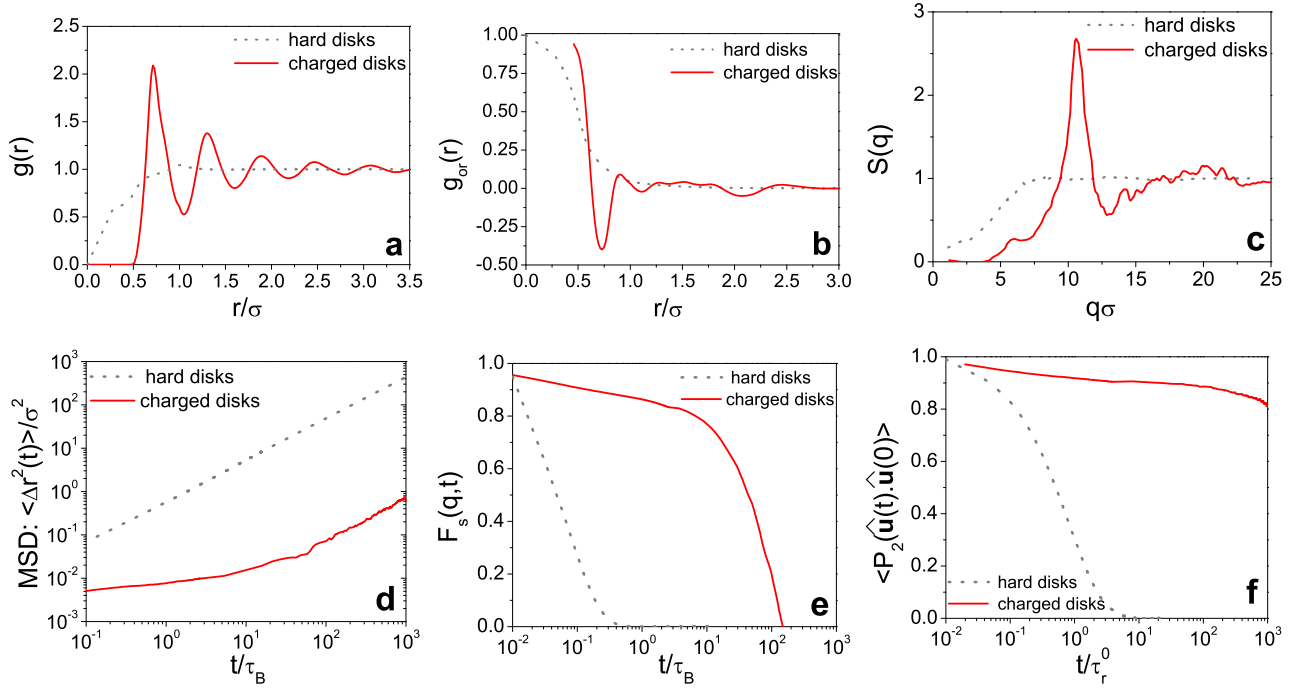 2.5
2.0
1.5
1.0
0.5
0.0
g(r)
hard disks
charged disks
a
0.0 0.5 1.0 1.5 2.0 2.5 3.0 3.5
r/σ
1.00
0.75
0.50
0.25
0.00
-0.25
-0.50
g_or(r)
hard disks
charged disks
b
0.0 0.5 1.0 1.5 2.0 2.5 3.0
r/σ
3
2
1
0
S(q)
hard disks
charged disks
c
0 5 10 15 20 25
qσ
10^3
10^2
10^1
10^0
10^-1
10^-2
10^-3
MSD: <Δr^2(t)>/σ^2
hard disks
charged disks
d
10^-1 10^0 10^1 10^2 10^3
t/τ_B
1.0
0.8
0.6
0.4
0.2
0.0
F_s(q,t)
hard disks
charged disks
e
10^-2 10^-1 10^0 10^1 10^2 10^3
t/τ_B
1.0
0.8
0.6
0.4
0.2
0.0
<P_2(û(t).û(0)>
hard disks
charged disks
f
10^-2 10^-1 10^0 10^1 10^2 10^3
t/τ_r^0